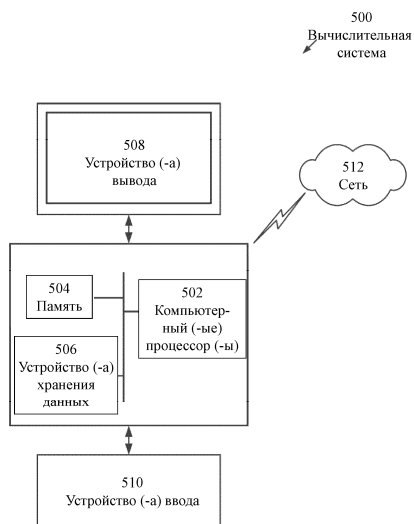 500
Вычислительная
система
508
Устройство (-а)
вывода
512
Сеть
504
Память
502
Компьютер-
ный (-ые)
процессор (-ы)
506
Устройство (-а)
хранения
данных
510
Устройство (-а) ввода